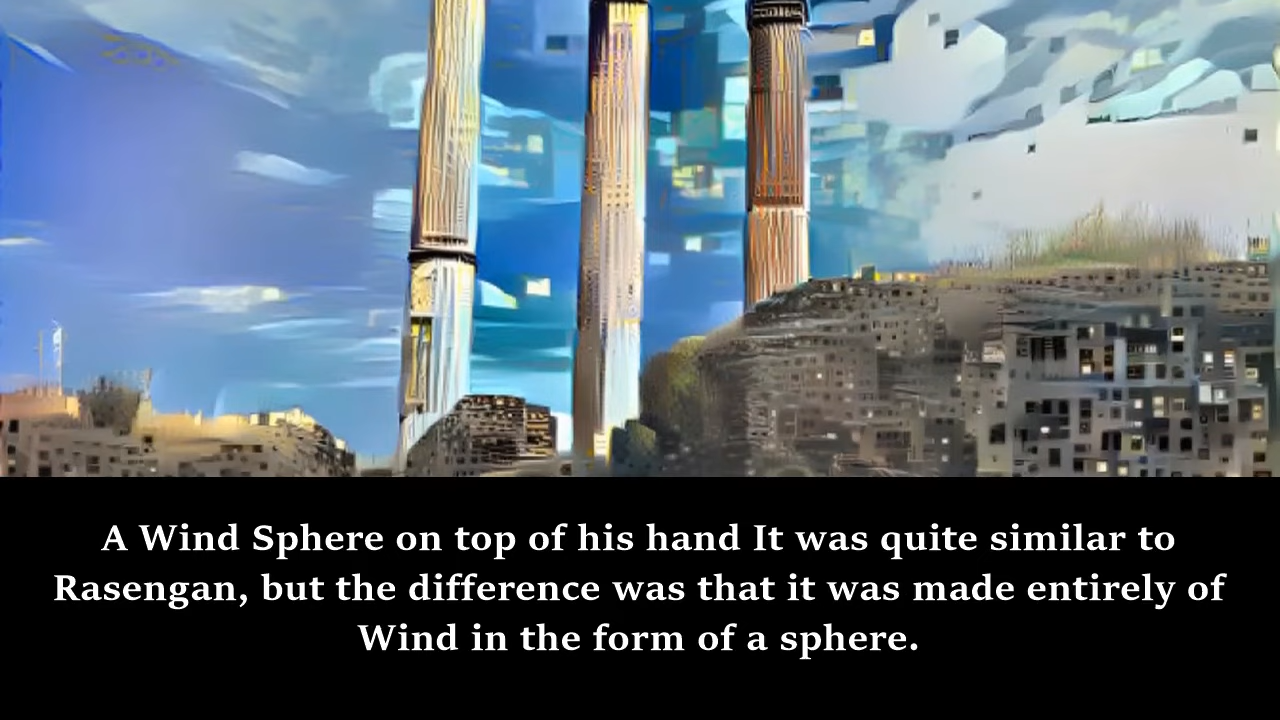 A Wind Sphere on top of his hand It was quite similar to
Rasengan, but the difference was that it was made entirely of
Wind in the form of a sphere.